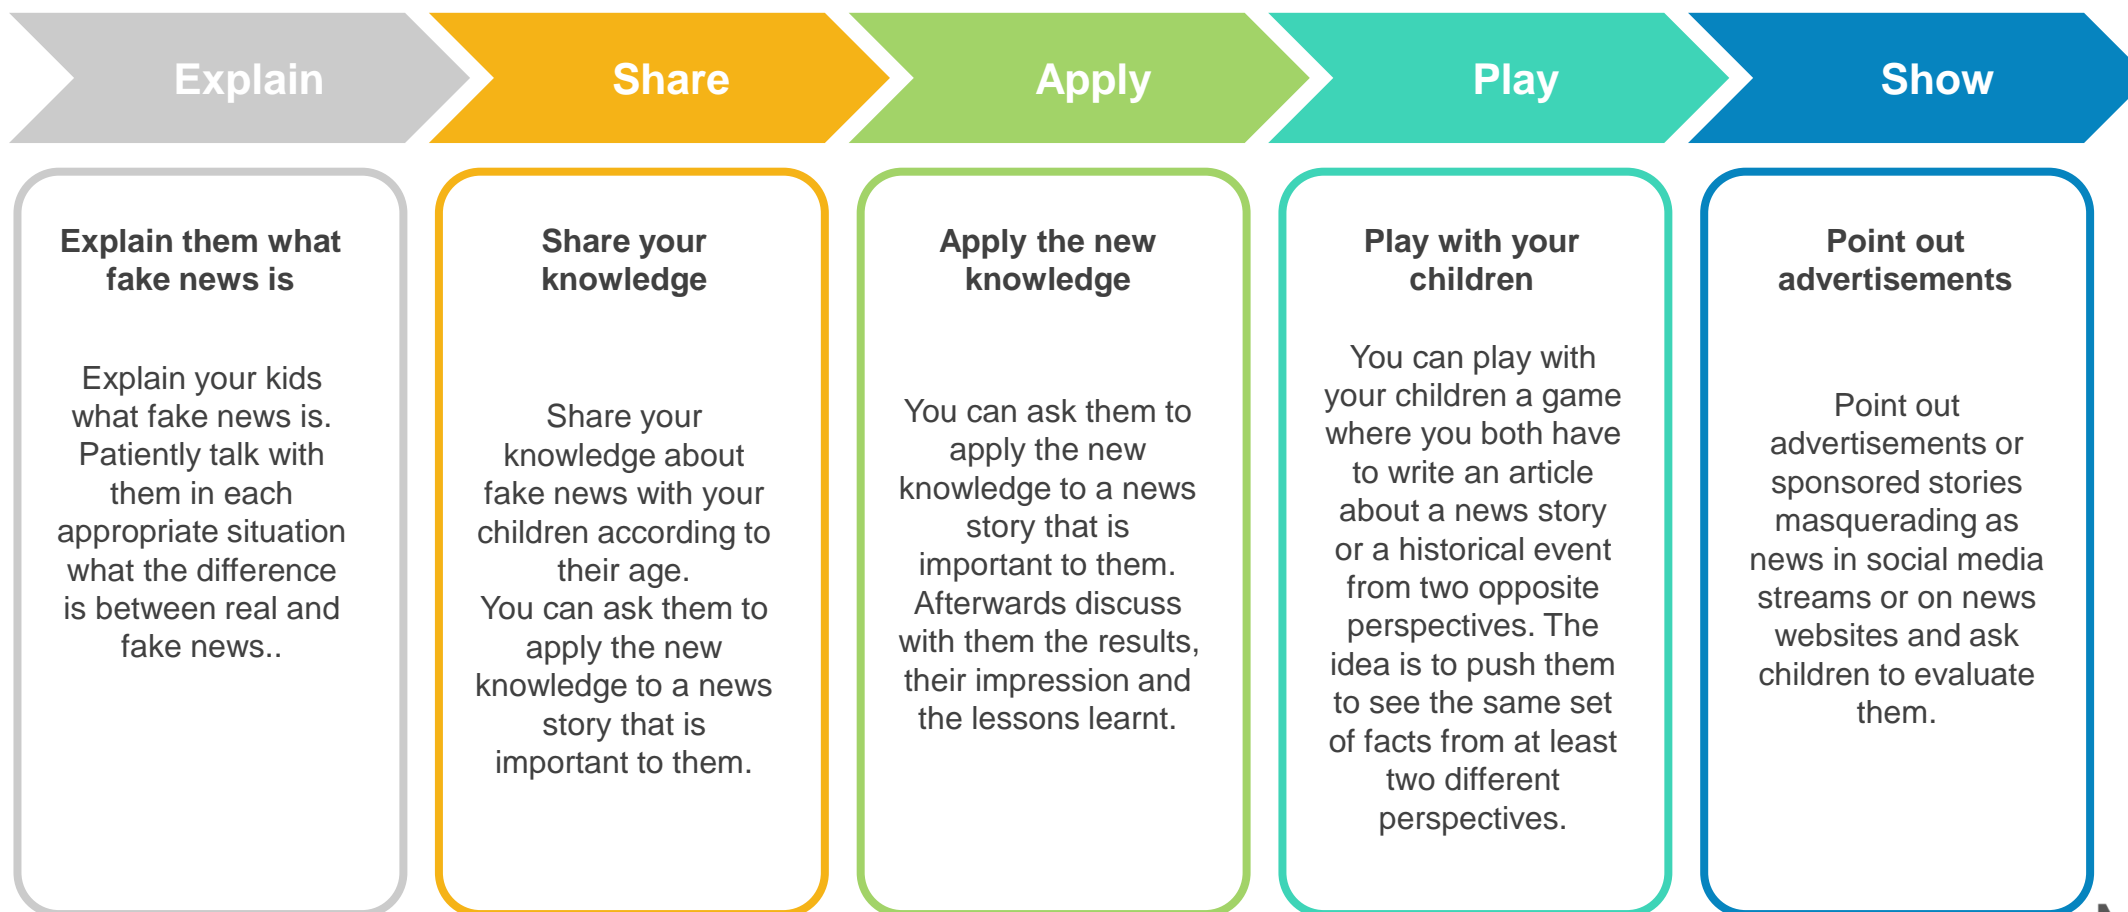 Explain
Share
Apply
Play
Show
Explain them what
fake news is
Explain your kids
what fake news is.
Patiently talk with
them in each
appropriate situation
what the difference
is between real and
fake news..
Share your
knowledge
Share your
knowledge about
fake news with your
children according to
their age.
You can ask them to
apply the new
knowledge to a news
story that is
important to them.
Apply the new
knowledge
You can ask them to
apply the new
knowledge to a news
story that is
important to them.
Afterwards discuss
with them the results,
their impression and
the lessons learnt.
Play with your
children
You can play with
your children a game
where you both have
to write an article
about a news story
or a historical event
from two opposite
perspectives. The
idea is to push them
to see the same set
of facts from at least
two different
perspectives.
Point out
advertisements
Point out
advertisements or
sponsored stories
masquerading as
news in social media
streams or on news
websites and ask
children to evaluate
them.